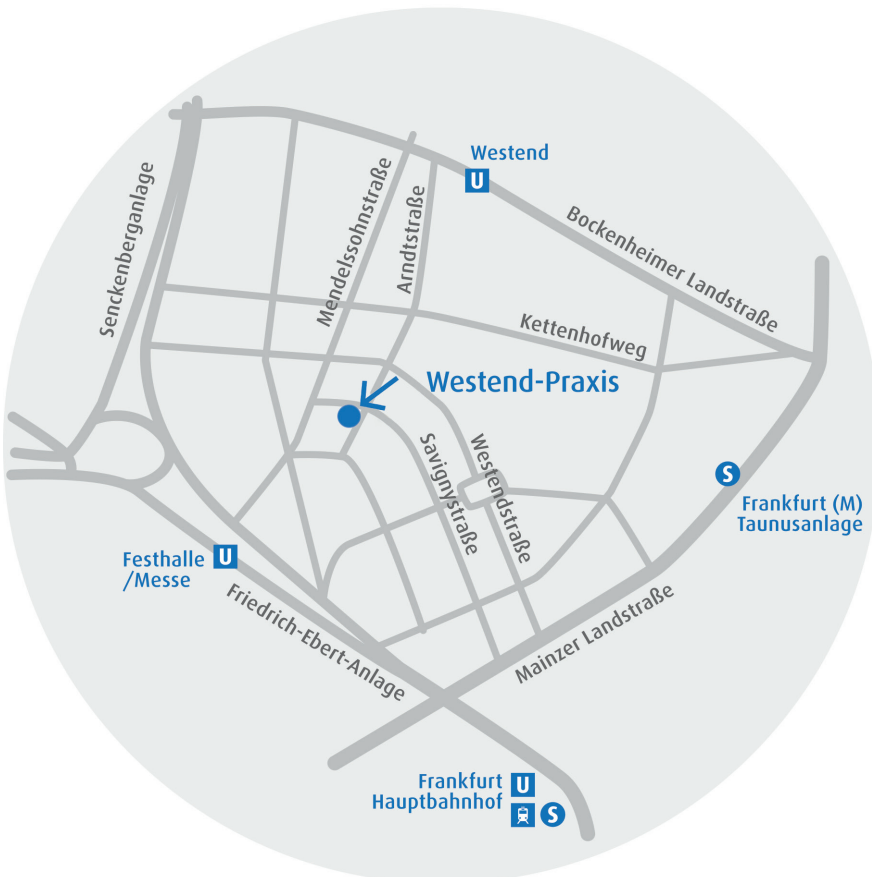 Westend
U
Senckenberganlage
Mendelssohnstraße
Arndtstraße
Bockenheimer Landstraße
Kettenhofweg
Westend-Praxis
Savignystraße
Westendstraße
S
Frankfurt (M)
Taunusanlage
Festhalle
/Messe
U
Friedrich-Ebert-Anlage
Mainzer Landstraße
Frankfurt
Hauptbahnhof
U
S